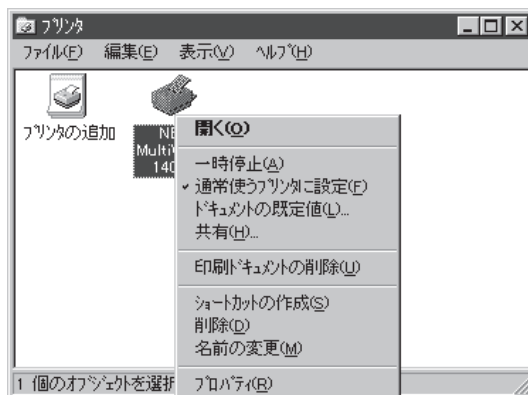 プリンタ
ファイル(F) 編集(E) 表示(V) ヘルプ(H)
プリンタの追加
NE
MultiW
140
開く(O)
一時停止(A)
通常使うプリンタに設定(F)
ドキュメントの既定値(L)...
共有(H)...
印刷ドキュメントの削除(U)
ショートカットの作成(S)
削除(D)
名前の変更(M)
プロパティ(R)
1 個のオブジェクトを選択